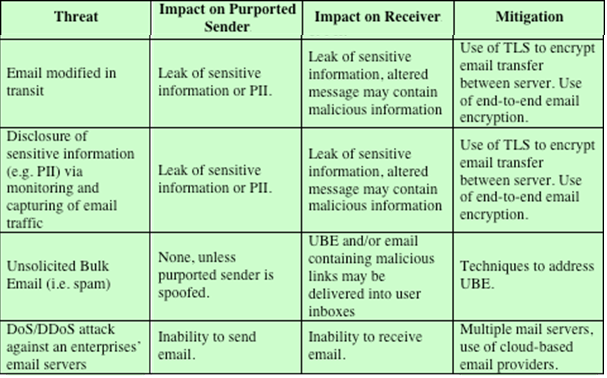 Threat
Impact on Purported
Sender
Impact on Receiver
Mitigation
Email modified in
transit
Leak of sensitive
information or PII.
Leak of sensitive
information, altered
message may contain
malicious information
Use of TLS to encrypt
email transfer
between server. Use
of end-to-end email
encryption.
Disclosure of
sensitive information
(e.g. PII) via
monitoring and
capturing of email
traffic
Leak of sensitive
information or PII.
Leak of sensitive
information, altered
message may contain
malicious information
Use of TLS to encrypt
email transfer
between server. Use
of end-to-end email
encryption.
Unsolicited Bulk
Email (i.e. spam)
None, unless
purported sender is
spoofed.
UBE and/or email
containing malicious
links may be
delivered into user
inboxes
Techniques to address
UBE.
DoS/DDoS attack
against an enterprises’
email servers
Inability to send
email.
Inability to receive
email.
Multiple mail servers,
use of cloud-based
email providers.